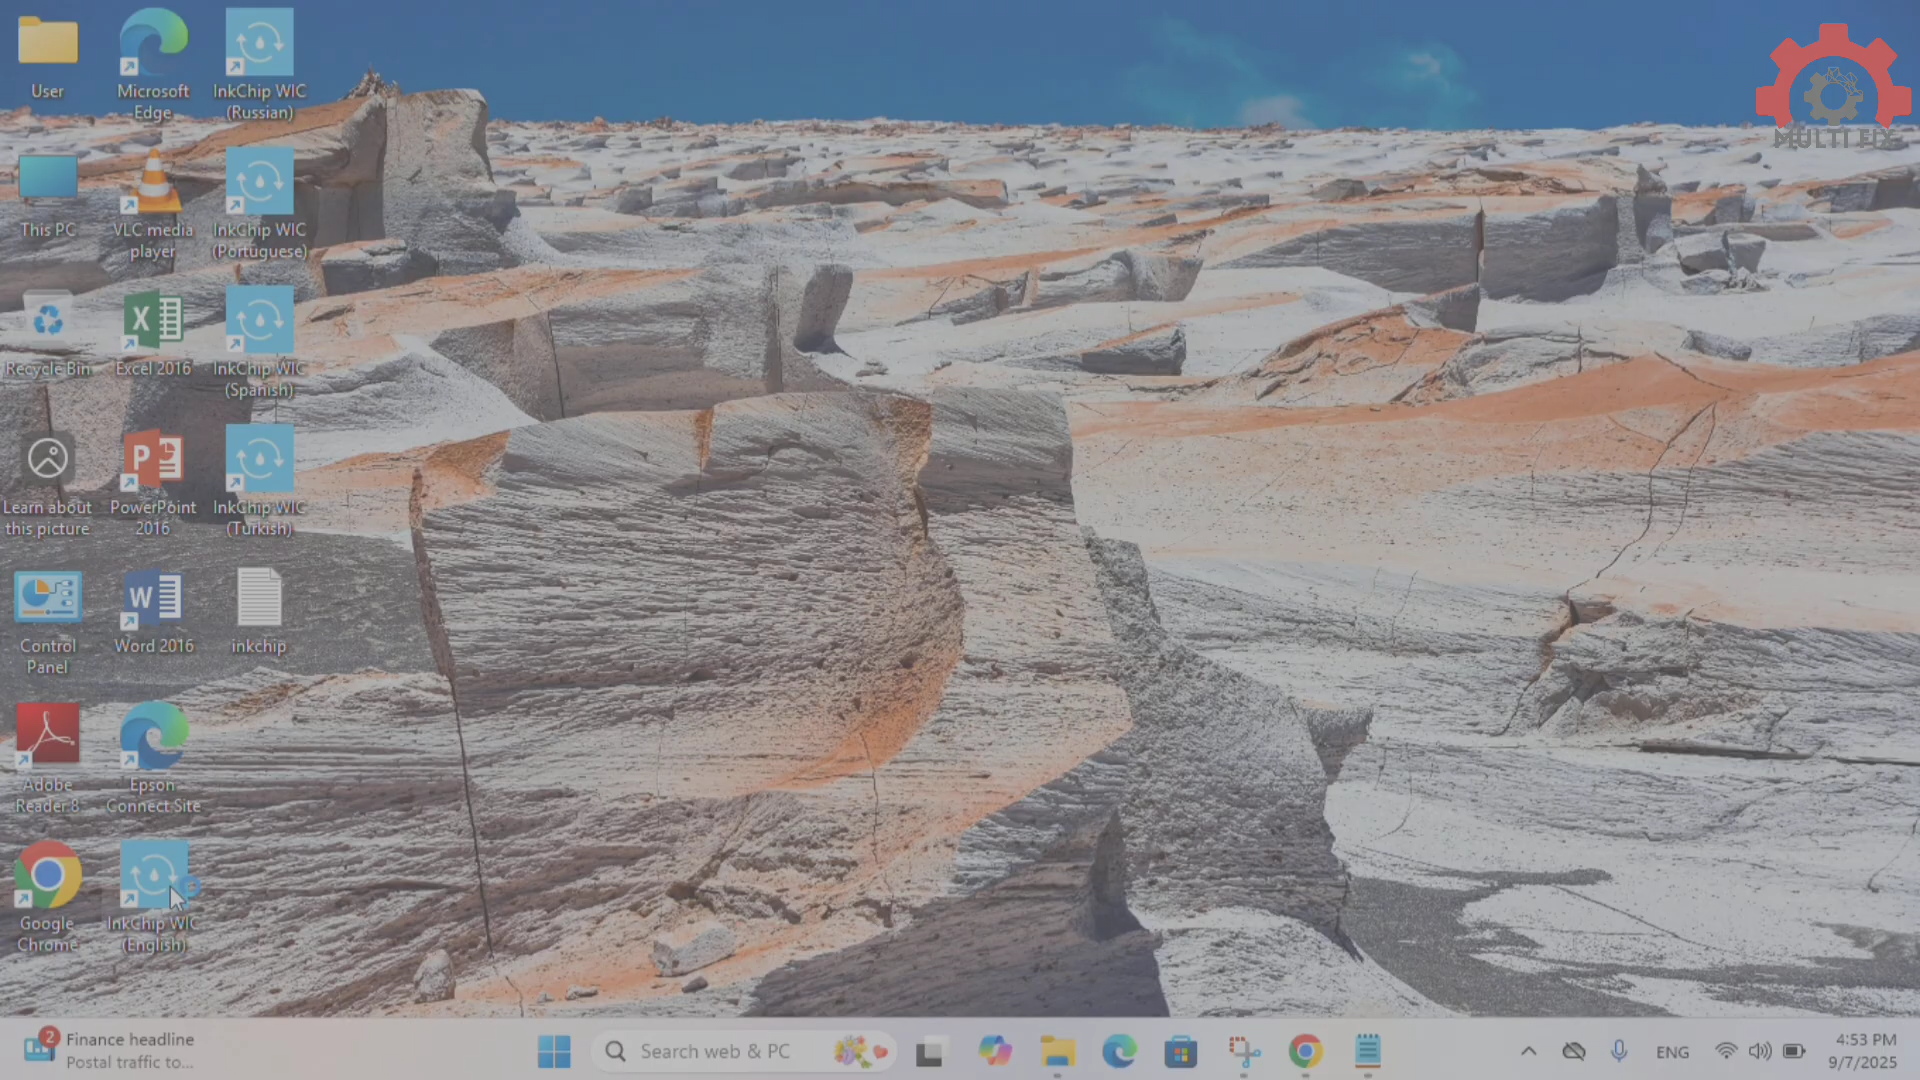 User
Microsoft
Edge
InkChip WIC
(Russian)
This PC
VLC media
player
InkChip WIC
(Portuguese)
Recycle Bin
Excel 2016
InkChip WIC
(Spanish)
Learn about
this picture
PowerPoint
2016
InkChip WIC
(Turkish)
Control
Panel
Word 2016
inkchip
Adobe
Reader 8
Epson
Connect Site
Google
Chrome
InkChip WIC
(English)
MULTI FIX
2
Finance headline
Postal traffic to...
Search web & PC
ENG
4:53 PM
9/7/2025